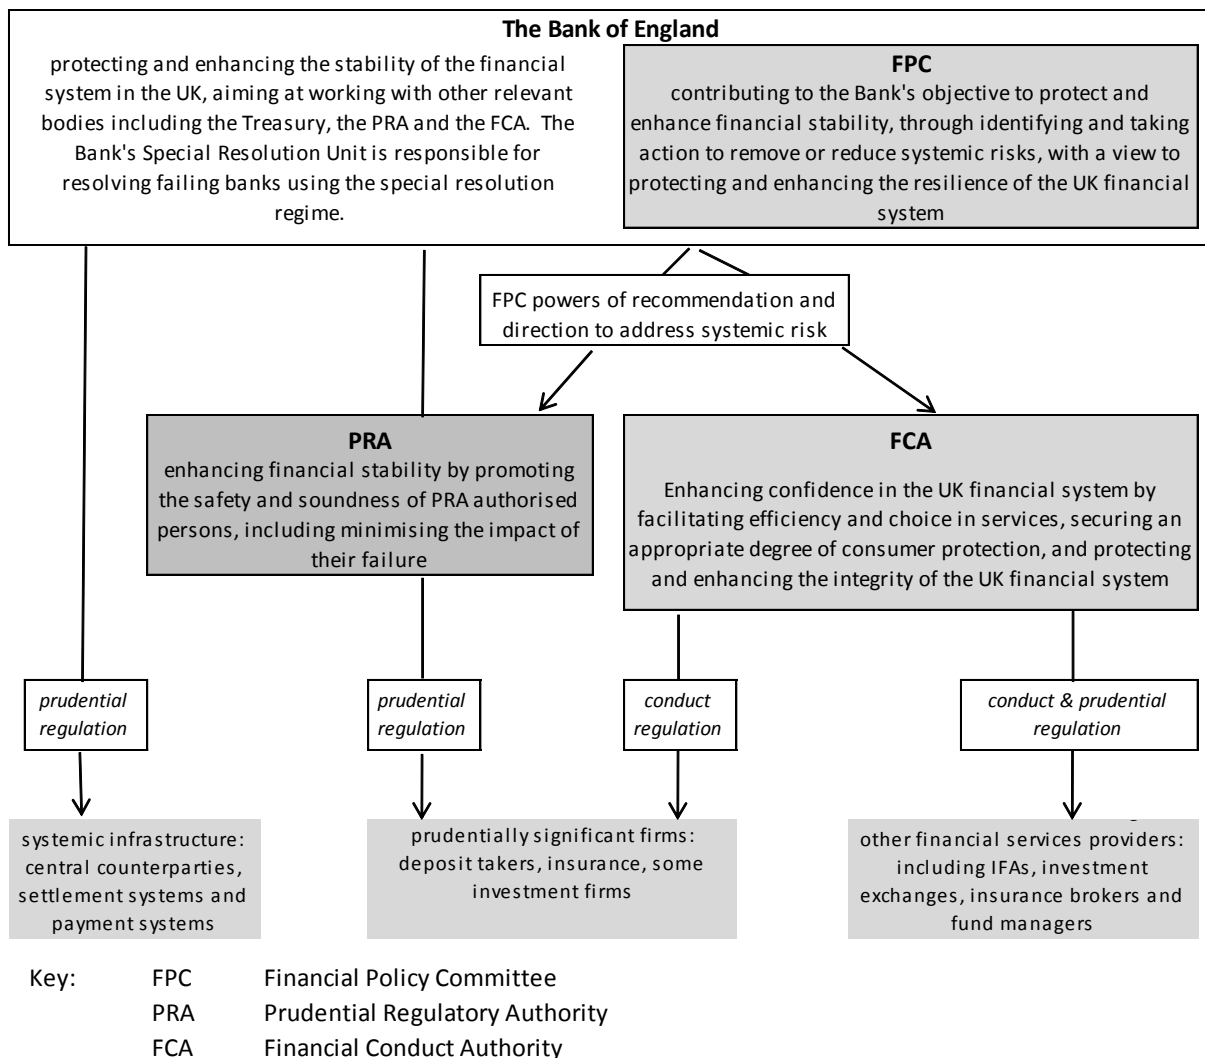 The Bank of England
protecting and enhancing the stability of the financial
system in the UK, aiming at working with other relevant
bodies including the Treasury, the PRA and the FCA. The
Bank's Special Resolution Unit is responsible for
resolving failing banks using the special resolution
regime.
FPC
contributing to the Bank's objective to protect and
enhance financial stability, through identifying and taking
action to remove or reduce systemic risks, with a view to
protecting and enhancing the resilience of the UK financial
system
FPC powers of recommendation and
direction to address systemic risk
PRA
enhancing financial stability by promoting
the safety and soundness of PRA authorised
persons, including minimising the impact of
their failure
FCA
Enhancing confidence in the UK financial system by
facilitating efficiency and choice in services, securing an
appropriate degree of consumer protection, and protecting
and enhancing the integrity of the UK financial system
prudential
regulation
prudential
regulation
conduct
regulation
conduct & prudential
regulation
systemic infrastructure:
central counterparties,
settlement systems and
payment systems
prudentially significant firms:
deposit takers, insurance, some
investment firms
other financial services providers:
including IFAs, investment
exchanges, insurance brokers and
fund managers
Key: FPC Financial Policy Committee
PRA Prudential Regulatory Authority
FCA Financial Conduct Authority